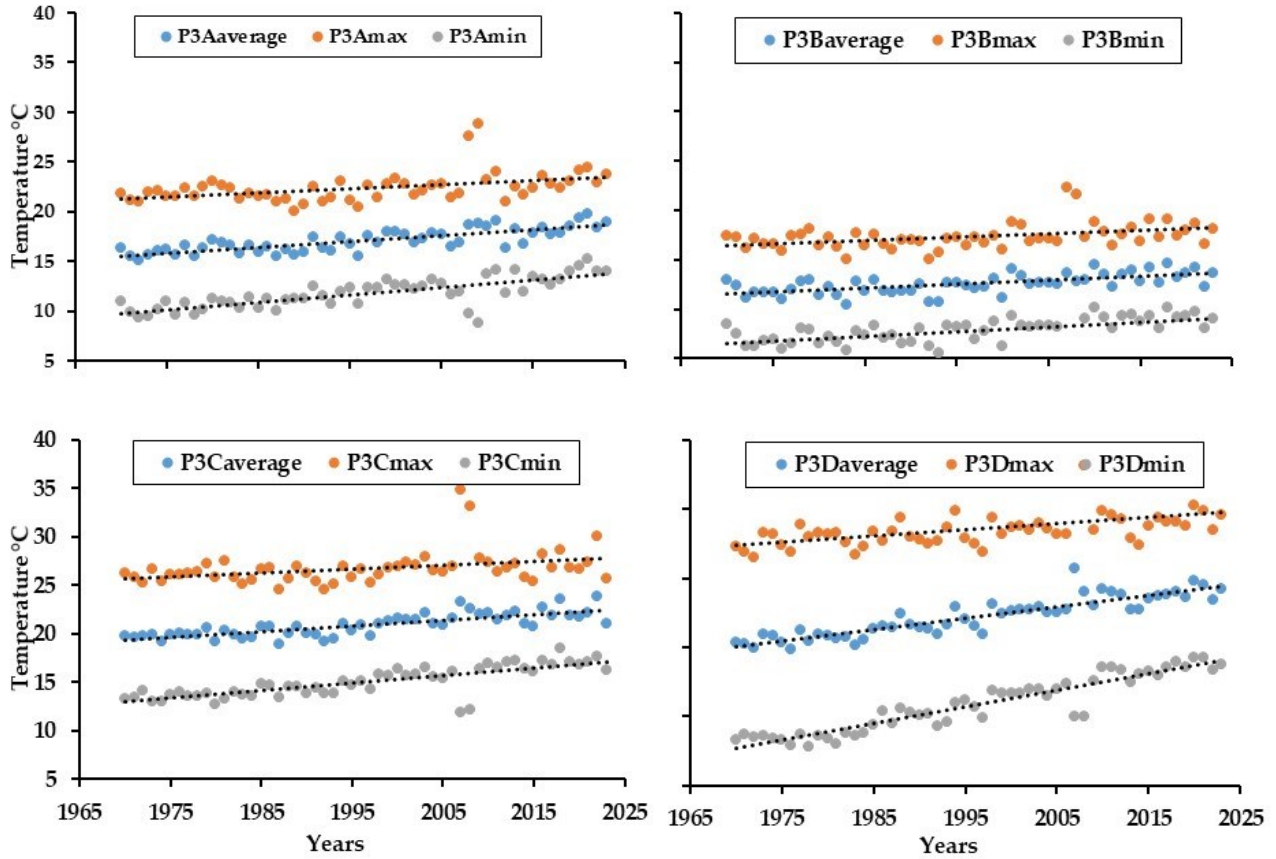 40
P3Aaverage P3Amax P3Amin
P3Baverage P3Bmax P3Bmin
35
30
25
20
15
10
5
Temperature °C
40
P3Caverage P3Cmax P3Cmin
P3Daverage P3Dmax P3Dmin
35
30
25
20
15
10
5
Temperature °C
1965 1975 1985 1995 2005 2015 2025
1965 1975 1985 1995 2005 2015 2025
Years
Years